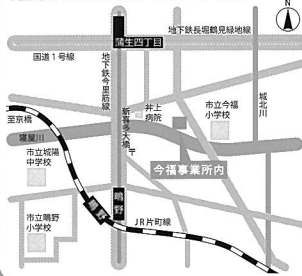 N
地下鉄長堀鶴見緑地線
蒲生四丁目
国道1号線
地下鉄今里筋線
新喜多大橋
井上
病院
市立今福
小学校
城北川
至京橋
寝屋川
市立城陽
中学校
今福事業所内
鴫野
鴫野
JR片町線
市立鴫野
小学校